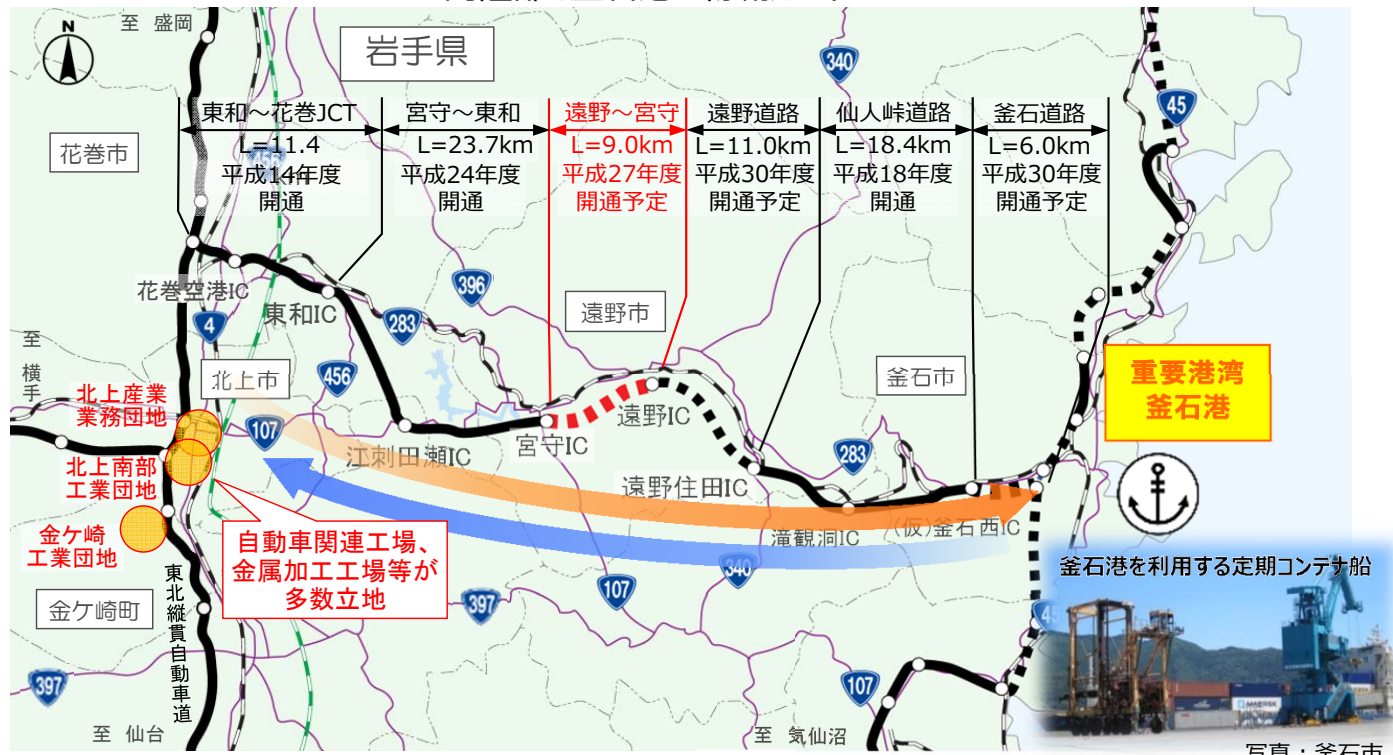 至 盛岡
N
岩手県
340
45
東和～花巻JCT
L=11.4
平成14年度
開通
宮守～東和
L=23.7km
平成24年度
開通
遠野～宮守
L=9.0km
平成27年度
開通予定
遠野道路
L=11.0km
平成30年度
開通予定
仙人峠道路
L=18.4km
平成18年度
開通
釜石道路
L=6.0km
平成30年度
開通予定
456
花巻市
花巻空港IC
東和IC
396
遠野市
4
283
至
横手
北上市
456
釜石市
重要港湾
釜石港
北上産業
業務団地
107
江刺田瀬IC
宮守IC
遠野IC
283
北上南部
工業団地
遠野住田IC
滝観洞IC
(仮)釜石西IC
金ケ崎
工業団地
自動車関連工場、
金属加工工場等が
多数立地
340
107
釜石港を利用する定期コンテナ船
東北縦貫自動車道
金ケ崎町
397
397
45
107
MAERSK
至 仙台
至 気仙沼
写真：釜石市